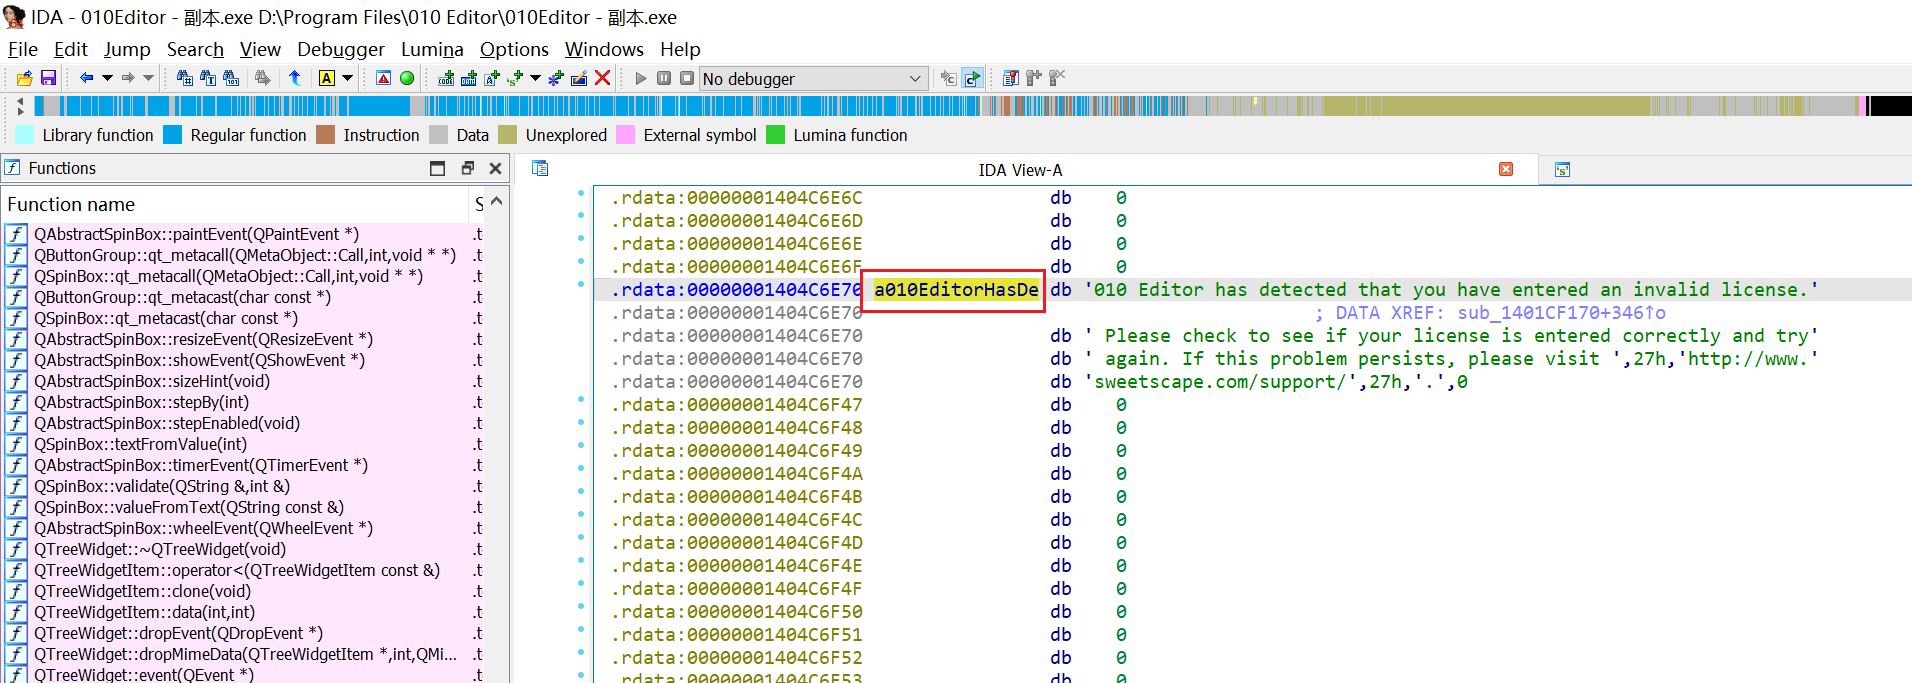 IDA - 010Editor - 副本.exe D:\Program Files\010 Editor\010Editor - 副本.exe
File Edit Jump Search View Debugger Lumina Options Windows Help
No debugger
Library function Regular function Instruction Data Unexplored External symbol Lumina function
Functions
Function name S
QAbstractSpinBox::paintEvent(QPaintEvent *) .t
QButtonGroup::qt_metacall(QMetaObject::Call,int,void * *) .t
QSpinBox::qt_metacall(QMetaObject::Call,int,void * *) .t
QButtonGroup::qt_metacast(char const *) .t
QSpinBox::qt_metacast(char const *) .t
QAbstractSpinBox::resizeEvent(QResizeEvent *) .t
QAbstractSpinBox::showEvent(QShowEvent *) .t
QAbstractSpinBox::sizeHint(void) .t
QAbstractSpinBox::stepBy(int) .t
QAbstractSpinBox::stepEnabled(void) .t
QSpinBox::textFromValue(int) .t
QAbstractSpinBox::timerEvent(QTimerEvent *) .t
QSpinBox::validate(QString &,int &) .t
QSpinBox::valueFromText(QString const &) .t
QAbstractSpinBox::wheelEvent(QWheelEvent *) .t
QTreeWidget::~QTreeWidget(void) .t
QTreeWidgetItem::operator<(QTreeWidgetItem const &) .t
QTreeWidgetItem::clone(void) .t
QTreeWidgetItem::data(int,int) .t
QTreeWidget::dropEvent(QDropEvent *) .t
QTreeWidget::dropMimeData(QTreeWidgetItem *,int,QMi... .t
QTreeWidget::event(QEvent *) .t
IDA View-A
.rdata:00000001404C6E6C db 0
.rdata:00000001404C6E6D db 0
.rdata:00000001404C6E6E db 0
.rdata:00000001404C6E6F db 0
.rdata:00000001404C6E70 a010EditorHasDe db '010 Editor has detected that you have entered an invalid license.'
.rdata:00000001404C6E70 ; DATA XREF: sub_1401CF170+346↑o
.rdata:00000001404C6E70 db ' Please check to see if your license is entered correctly and try'
.rdata:00000001404C6E70 db ' again. If this problem persists, please visit ',27h,'http://www.'
.rdata:00000001404C6E70 db 'sweetscape.com/support/',27h,'.',0
.rdata:00000001404C6F47 db 0
.rdata:00000001404C6F48 db 0
.rdata:00000001404C6F49 db 0
.rdata:00000001404C6F4A db 0
.rdata:00000001404C6F4B db 0
.rdata:00000001404C6F4C db 0
.rdata:00000001404C6F4D db 0
.rdata:00000001404C6F4E db 0
.rdata:00000001404C6F4F db 0
.rdata:00000001404C6F50 db 0
.rdata:00000001404C6F51 db 0
.rdata:00000001404C6F52 db 0
.rdata:00000001404C6F53 db 0